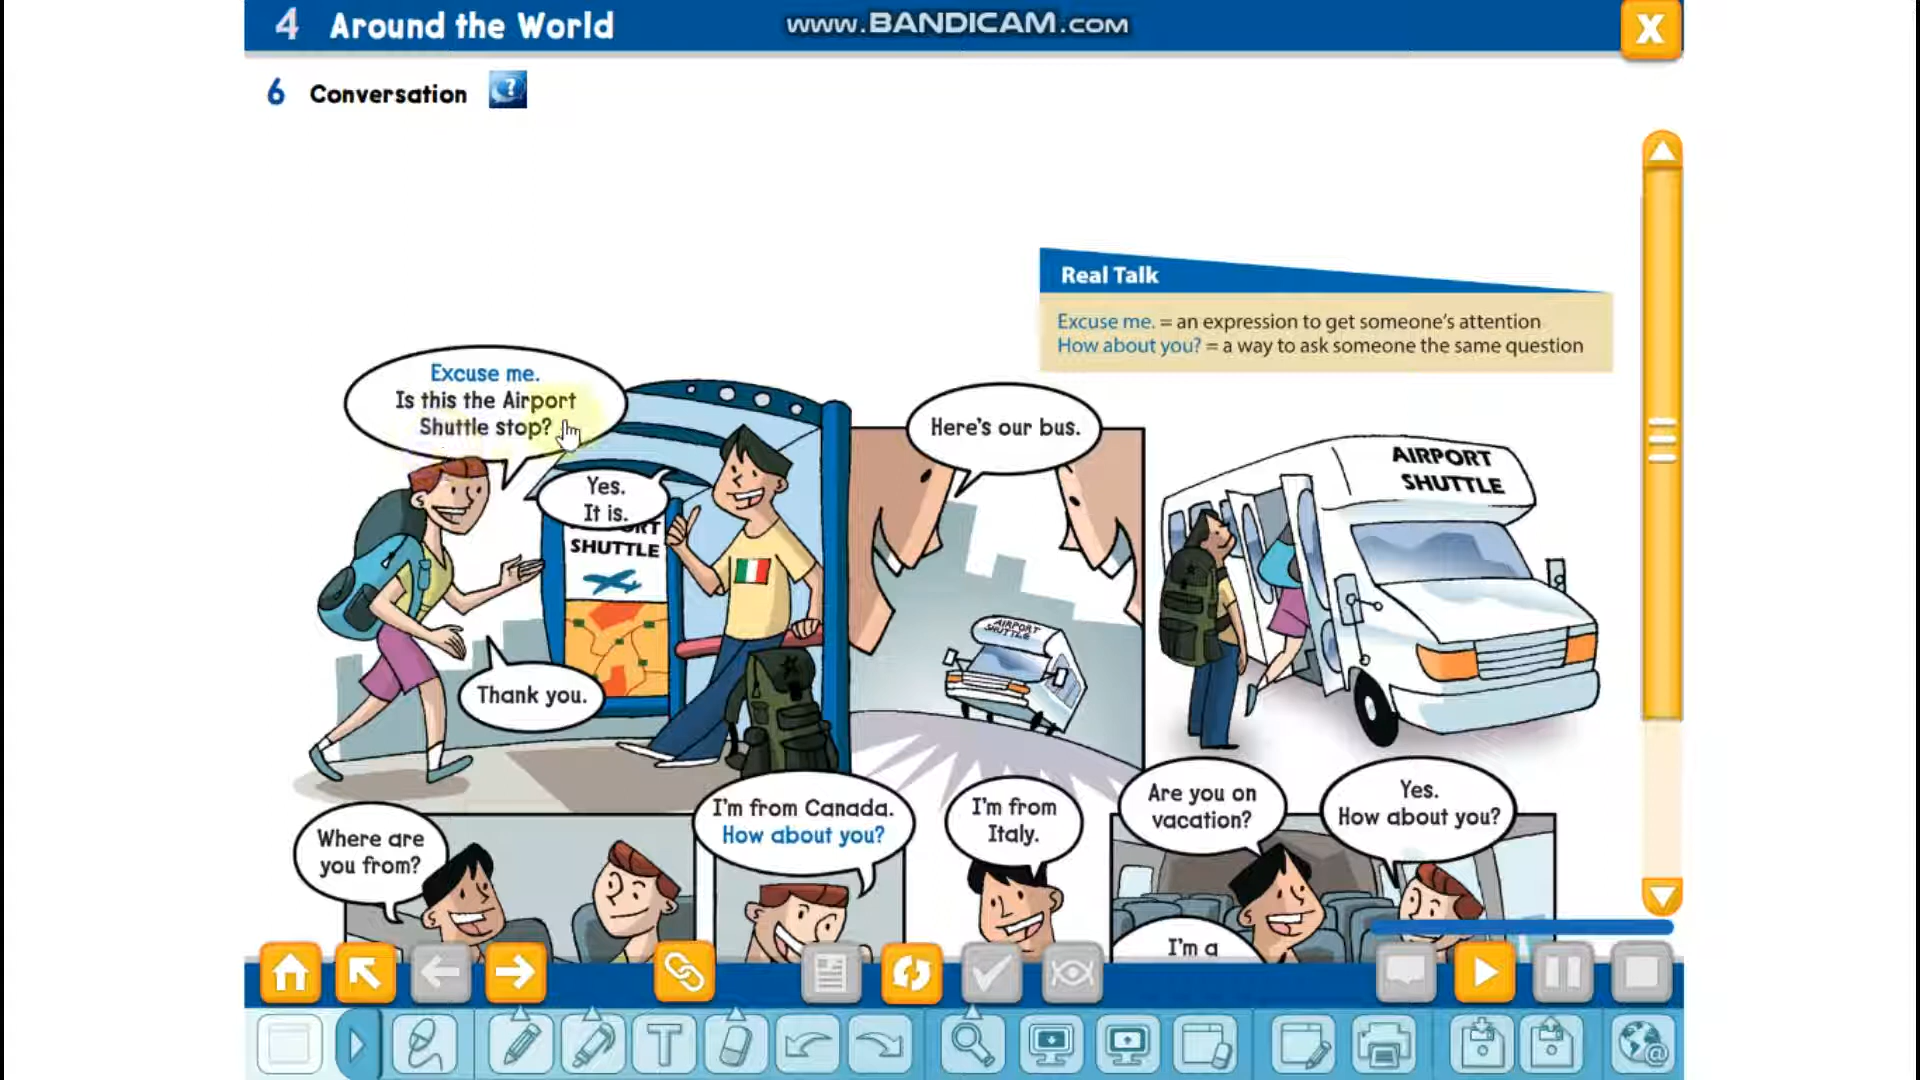 4 Around the World
www.BANDICAM.com
X
6 Conversation
?
Real Talk
Excuse me. = an expression to get someone's attention
How about you? = a way to ask someone the same question
Excuse me.
Is this the Airport
Shuttle stop?
Yes.
It is.
SHUTTLE
Thank you.
Here's our bus.
AIRPORT
SHUTTLE
AIRPORT
SHUTTLE
Where are
you from?
I'm from Canada.
How about you?
I'm from
Italy.
Are you on
vacation?
Yes.
How about you?
I'm a
T
@